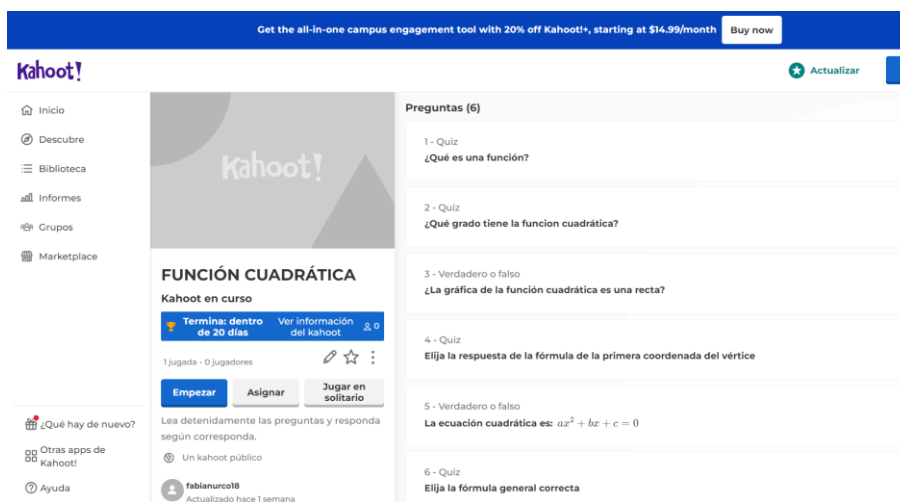 Get the all-in-one campus engagement tool with 20% off Kahoot!+, starting at $14.99/month
Buy now
Kahoot!
Actualizar
Inicio
Descubre
Biblioteca
Informes
Grupos
Marketplace
¿Qué hay de nuevo?
Otras apps de
Kahoot!
Ayuda
Kahoot!
FUNCIÓN CUADRÁTICA
Kahoot en curso
Termina: dentro
de 20 días
Ver información
del kahoot
0
1 jugada · 0 jugadores
Empezar
Asignar
Jugar en
solitario
Lea detenidamente las preguntas y responda
según corresponda.
Un kahoot público
fabianurco18
Actualizado hace 1 semana
Preguntas (6)
1 - Quiz
¿Qué es una función?
2 - Quiz
¿Qué grado tiene la funcion cuadrática?
3 - Verdadero o falso
¿La gráfica de la función cuadrática es una recta?
4 - Quiz
Elija la respuesta de la fórmula de la primera coordenada del vértice
5 - Verdadero o falso
La ecuación cuadrática es: ax² + bx + c = 0
6 - Quiz
Elija la fórmula general correcta